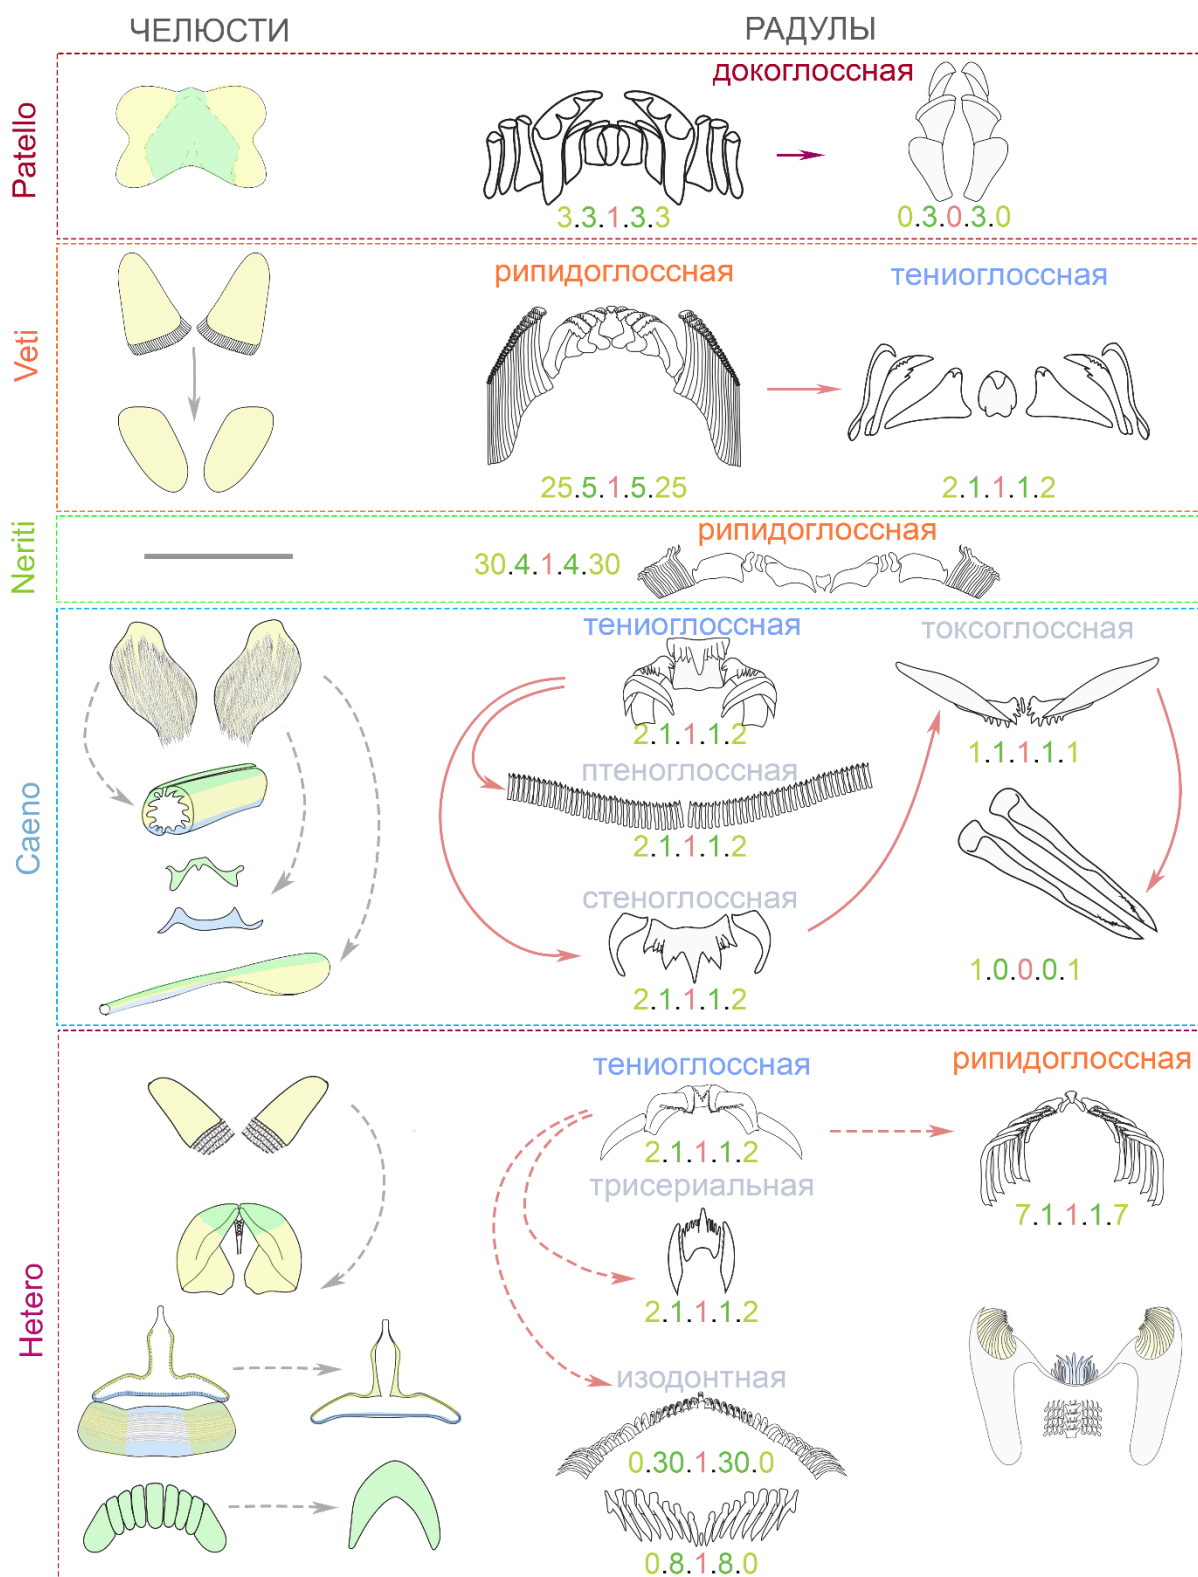 ЧЕЛЮСТИ
РАДУЛЫ
Patello
докоглоссная
3.3.1.3.3
0.3.0.3.0
Veti
рипидоглоссная
тениоглоссная
25.5.1.5.25
2.1.1.1.2
Neriti
рипидоглоссная
30.4.1.4.30
Caeno
тениоглоссная
токсоглоссная
2.1.1.1.2
1.1.1.1.1
птеноглоссная
2.1.1.1.2
стеноглоссная
2.1.1.1.2
1.0.0.0.1
Hetero
тениоглоссная
рипидоглоссная
2.1.1.1.2
трисериальная
7.1.1.1.7
2.1.1.1.2
изодонтная
0.30.1.30.0
0.8.1.8.0